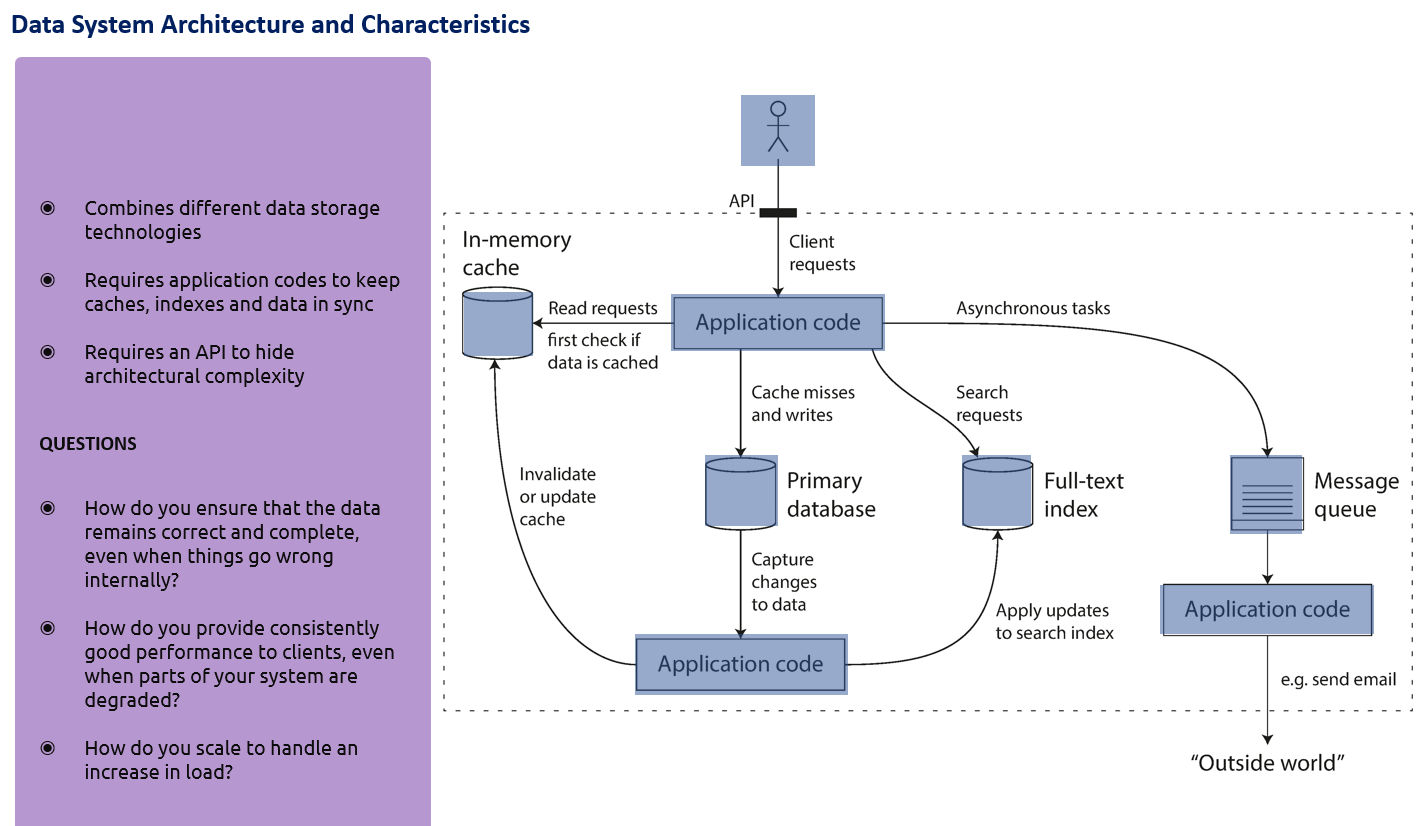 Data System Architecture and Characteristics
Combines different data storage
technologies
Requires application codes to keep
caches, indexes and data in sync
Requires an API to hide
architectural complexity
QUESTIONS
How do you ensure that the data
remains correct and complete,
even when things go wrong
internally?
How do you provide consistently
good performance to clients, even
when parts of your system are
degraded?
How do you scale to handle an
increase in load?
API
Client
requests
In-memory
cache
Read requests
first check if
data is cached
Application code
Asynchronous tasks
Cache misses
and writes
Search
requests
Invalidate
or update
cache
Primary
database
Full-text
index
Message
queue
Capture
changes
to data
Apply updates
to search index
Application code
Application code
e.g. send email
“Outside world”